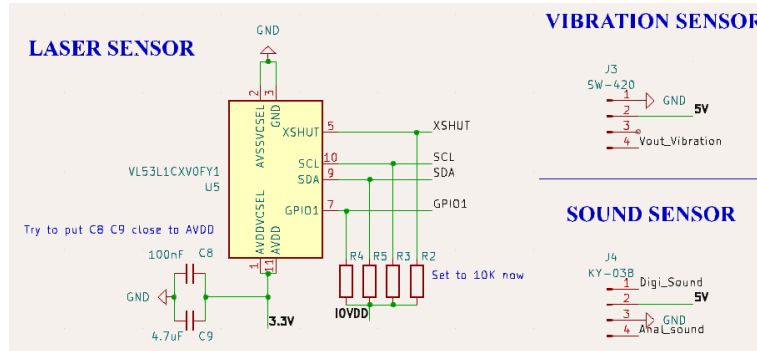 LASER SENSOR
GND
2
3
AVSSVCSEL
GND
XSHUT
5
XSHUT
VL53L1CXV0FY1
U5
SCL
10
SCL
SDA
9
SDA
GPIO1
7
GPIO1
AVDDVCSEL
AVDD
1
11
Try to put C8 C9 close to AVDD
100nF
C8
GND
4.7uF
C9
3.3V
R4
R5
R3
R2
Set to 10K now
IOVDD
VIBRATION SENSOR
J3
SW-420
1
GND
2
5V
3
4
Vout_Vibration
SOUND SENSOR
J4
KY-038
1
Digi_Sound
2
5V
3
GND
4
Anal_sound